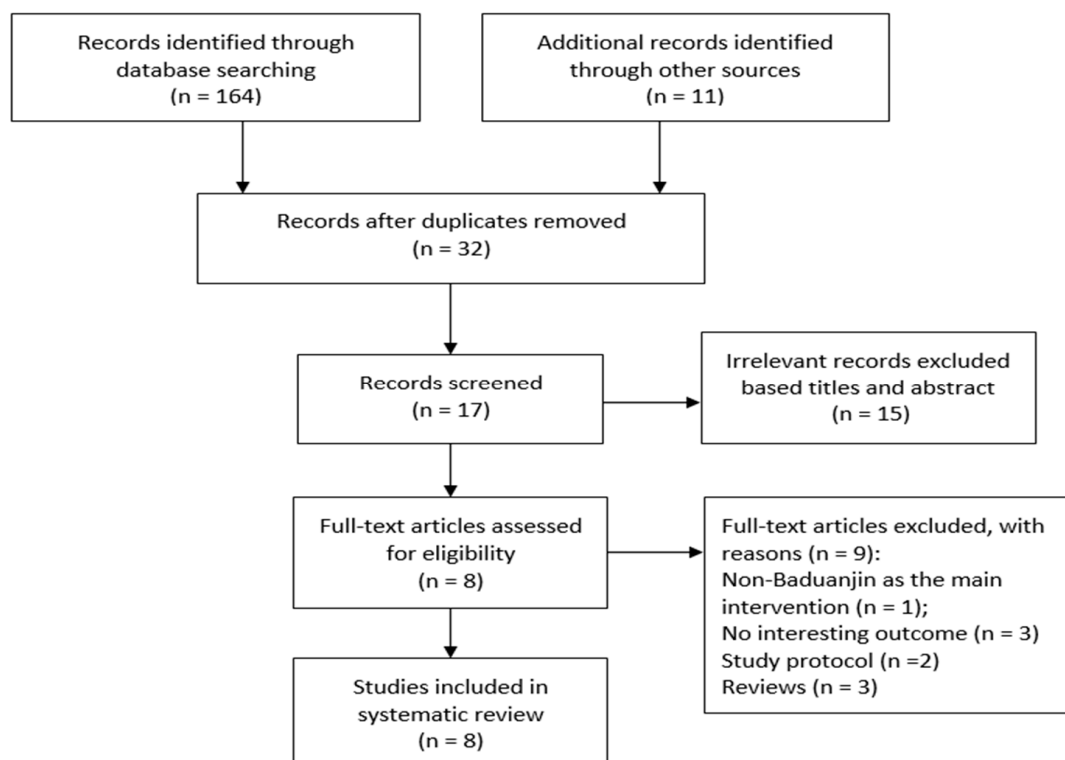 Records identified through
database searching
(n = 164)
Additional records identified
through other sources
(n = 11)
Records after duplicates removed
(n = 32)
Records screened
(n = 17)
Irrelevant records excluded
based titles and abstract
(n = 15)
Full-text articles assessed
for eligibility
(n = 8)
Full-text articles excluded, with
reasons (n = 9):
Non-Baduanjin as the main
intervention (n = 1);
No interesting outcome (n = 3)
Study protocol (n =2)
Reviews (n = 3)
Studies included in
systematic review
(n = 8)